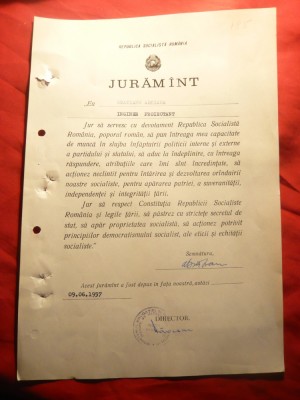 REPUBLICA SOCIALISTĂ ROMÂNIA
JURĂMÎNT
Eu
INGINER PROIECTANT
Jur să servesc cu devotament Republica Socialistă
România, poporul român, să pun întreaga mea capacitate
de muncă în slujba înfăptuirii politicii interne și externe
a partidului și statului, să aduc la îndeplinire, cu întreaga
răspundere, atribuțiile care îmi sînt încredințate, să
acționez neclintit pentru întărirea și dezvoltarea orînduirii
noastre socialiste, pentru apărarea patriei, a suveranității,
independenței și integrității țării.
Jur să respect Constituția Republicii Socialiste
România și legile țării, să păstrez cu strictețe secretul de
stat, să apăr proprietatea socialistă, să acționez potrivit
principiilor democratismului socialist, ale eticii și echității
socialiste."
Semnătura,
Acest jurămînt a fost depus în fața noastră, astăzi
DIRECTOR